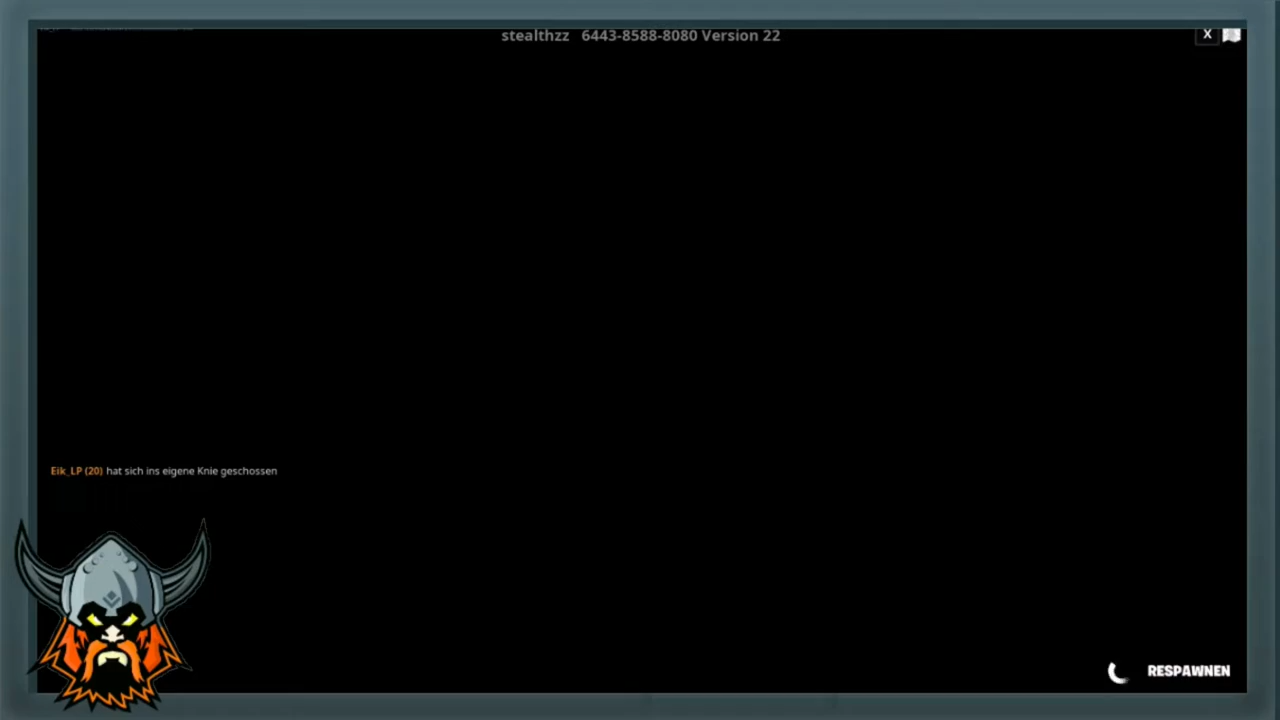 stealthzz 6443-8588-8080 Version 22
X
Eik_LP (20) hat sich ins eigene Knie geschossen
RESPAWNEN